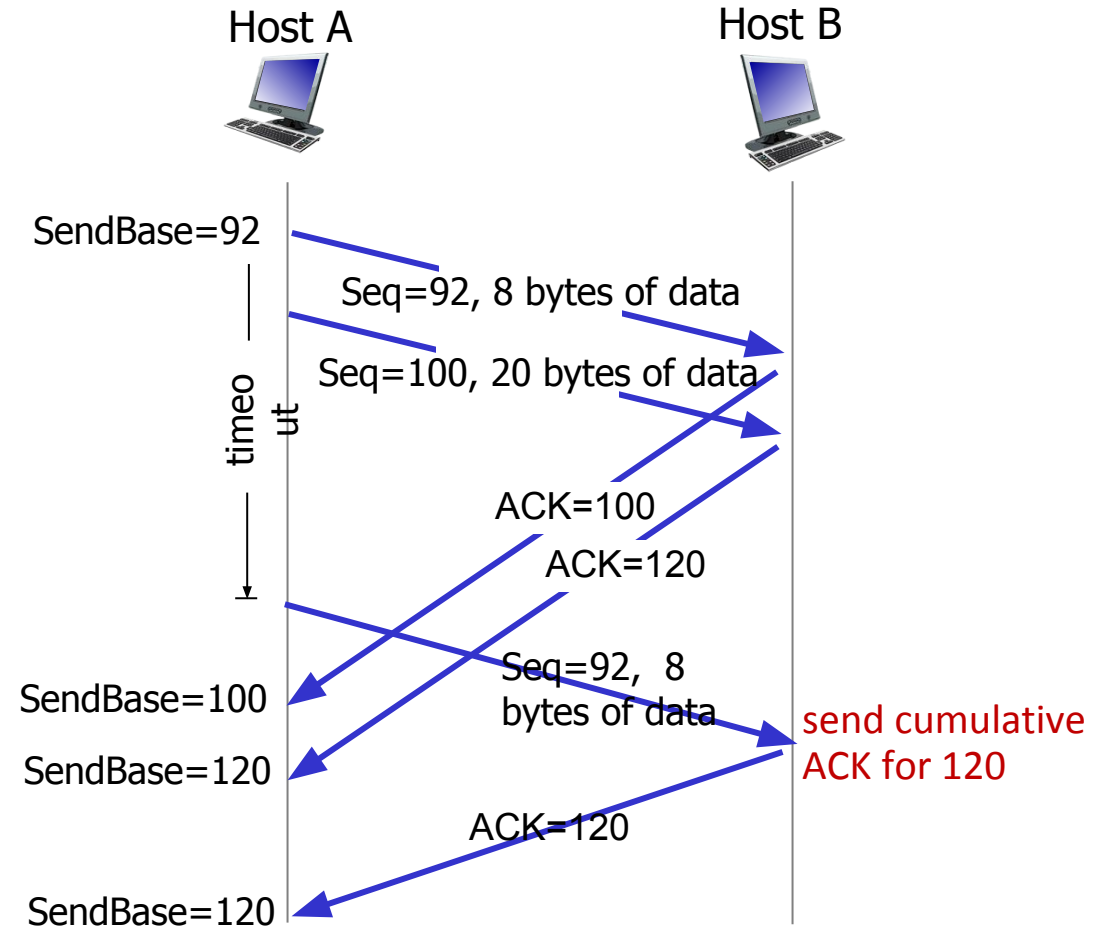 Host A
Host B
SendBase=92
Seq=92, 8 bytes of data
Seq=100, 20 bytes of data
timeo
ut
ACK=100
ACK=120
Seq=92,  8
bytes of data
SendBase=100
send cumulative
ACK for 120
SendBase=120
ACK=120
SendBase=120